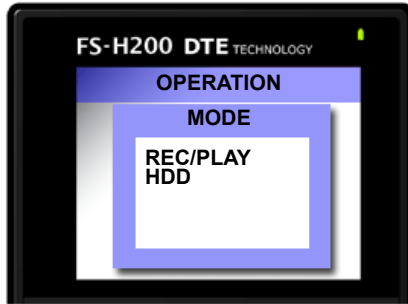 FS-H200 DTE TECHNOLOGY
OPERATION
MODE
REC/PLAY
HDD